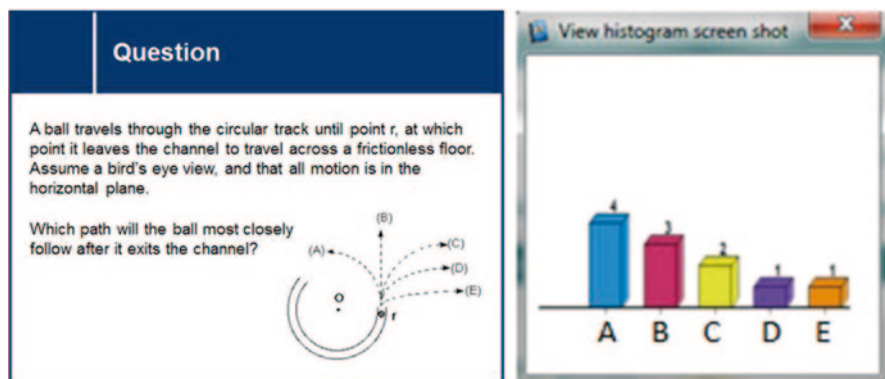 Question
A ball travels through the circular track until point r, at which
point it leaves the channel to travel across a frictionless floor.
Assume a bird's eye view, and that all motion is in the
horizontal plane.
Which path will the ball most closely
follow after it exits the channel?
(B)
(A)
(C)
(D)
(E)
O
r
View histogram screen shot
4
3
2
1
1
A B C D E